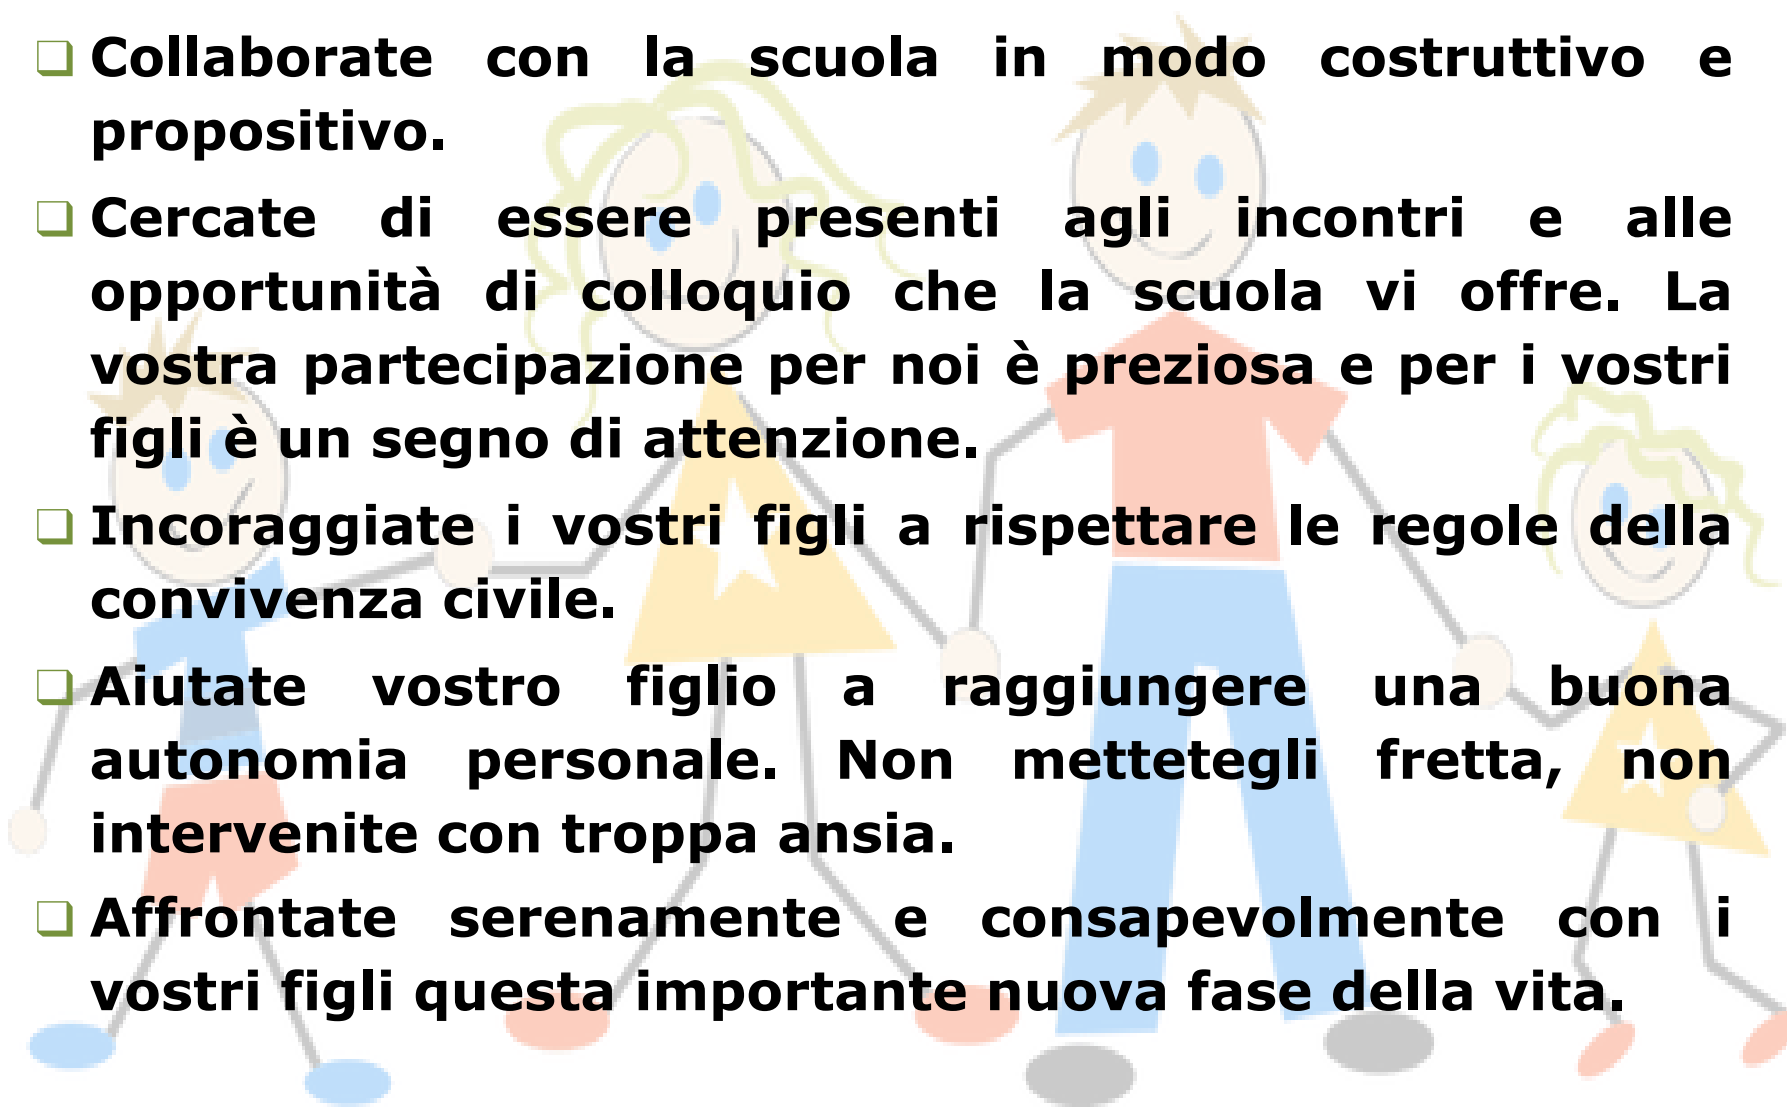 ❑ Collaborate con la scuola in modo costruttivo e
propositivo.
❑ Cercate di essere presenti agli incontri e alle
opportunità di colloquio che la scuola vi offre. La
vostra partecipazione per noi è preziosa e per i vostri
figli è un segno di attenzione.
❑ Incoraggiate i vostri figli a rispettare le regole della
convivenza civile.
❑ Aiutate vostro figlio a raggiungere una buona
autonomia personale. Non mettetegli fretta, non
intervenite con troppa ansia.
❑ Affrontate serenamente e consapevolmente con i
vostri figli questa importante nuova fase della vita.